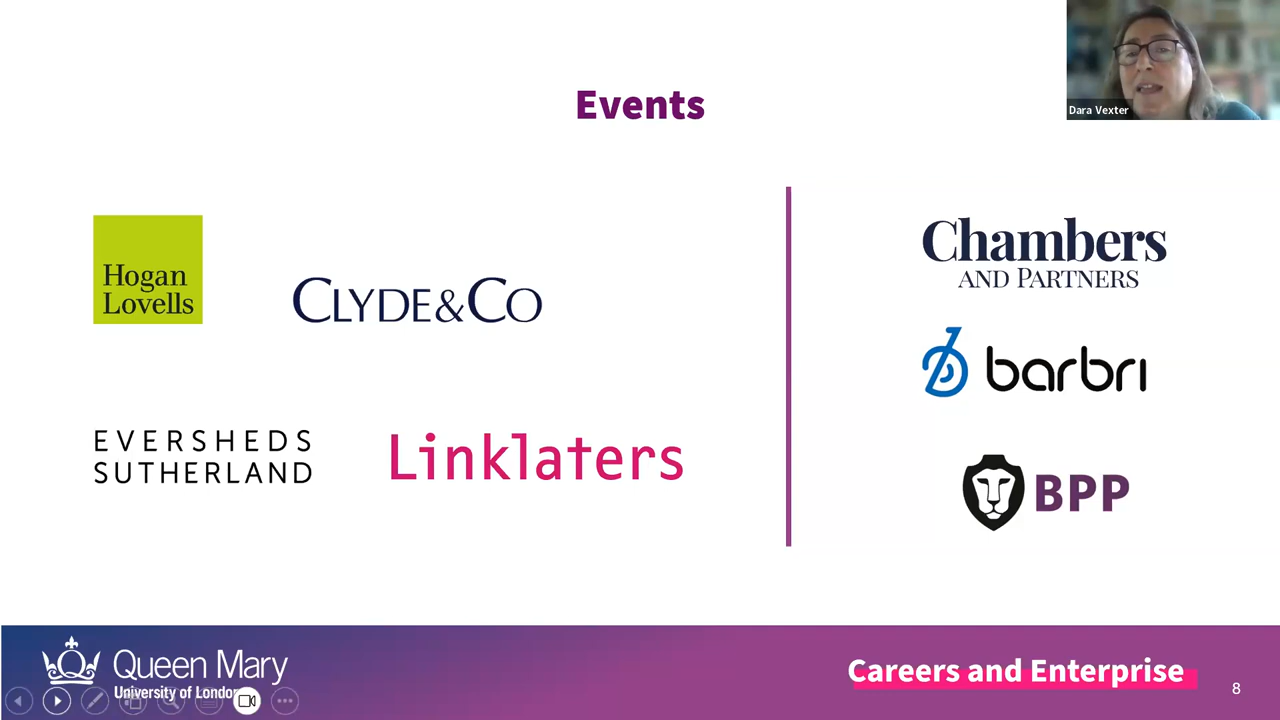 Events
Dara Vexter
Hogan
Lovells
CLYDE&CO
EVERSHEDS
SUTHERLAND
Linklaters
Chambers
AND PARTNERS
barbri
BPP
Queen Mary
University of London
Careers and Enterprise
8